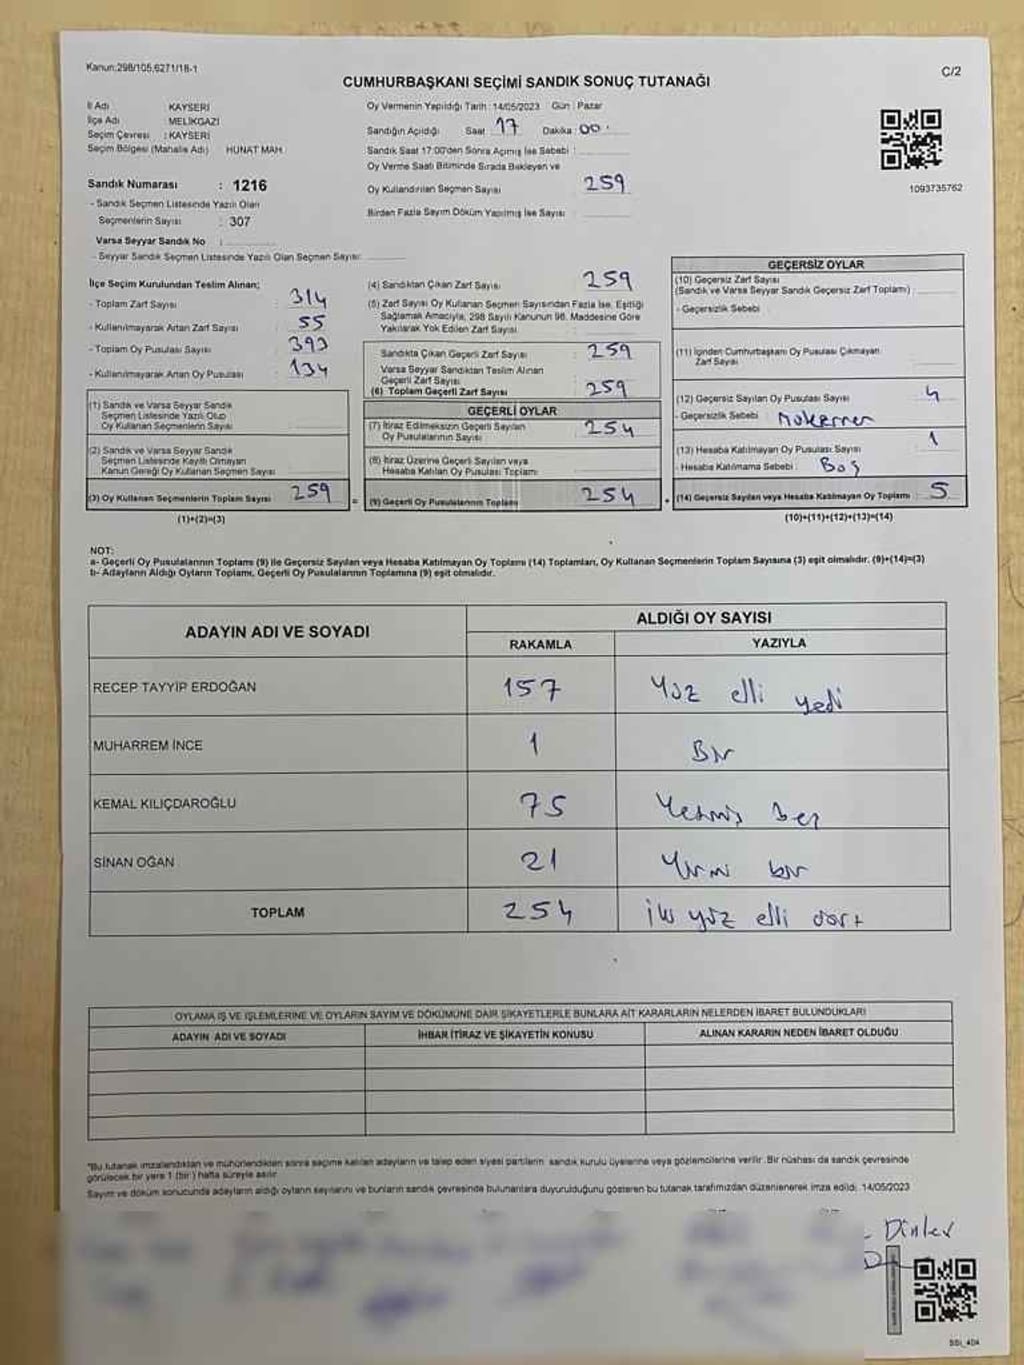 Kanun:298/105,6271/18-1
C/2
CUMHURBAŞKANI SEÇİMİ SANDIK SONUÇ TUTANAĞI
İl Adı KAYSERİ
İlçe Adı : MELİKGAZİ
Seçim Çevresi : KAYSERİ
Seçim Bölgesi (Mahalle Adı) HUNAT MAH.
Oy Vermenin Yapıldığı Tarih : 14/05/2023 Gün : Pazar
Sandığın Açıldığı Saat : 17 Dakika : 00
Sandık Saat 17:00'den Sonra Açılmış İse Sebebi :
Oy Verme Saati Bitiminde Sırada Bekleyen ve
Oy Kullandırılan Seçmen Sayısı 259
Birden Fazla Sayım Döküm Yapılmış İse Sayısı :
1093735762
Sandık Numarası : 1216
- Sandık Seçmen Listesinde Yazılı Olan
Seçmenlerin Sayısı : 307
Varsa Seyyar Sandık No :
- Seyyar Sandık Seçmen Listesinde Yazılı Olan Seçmen Sayısı:
İlçe Seçim Kurulundan Teslim Alınan;
- Toplam Zarf Sayısı : 314
- Kullanılmayarak Artan Zarf Sayısı : 55
- Toplam Oy Pusulası Sayısı : 393
- Kullanılmayarak Artan Oy Pusulası : 134
(1) Sandık ve Varsa Seyyar Sandık
Seçmen Listesinde Yazılı Olup
Oy Kullanan Seçmenlerin Sayısı
(2) Sandık ve Varsa Seyyar Sandık
Seçmen Listesinde Kayıtlı Olmayan
Kanun Gereği Oy Kullanan Seçmen Sayısı
(3) Oy Kullanan Seçmenlerin Toplam Sayısı 259
(1)+(2)=(3)
(4) Sandıktan Çıkan Zarf Sayısı : 259
(5) Zarf Sayısı Oy Kullanan Seçmen Sayısından Fazla İse, Eşitliği
Sağlamak Amacıyla, 298 Sayılı Kanunun 98. Maddesine Göre
Yakılarak Yok Edilen Zarf Sayısı
Sandıkta Çıkan Geçerli Zarf Sayısı : 259
Varsa Seyyar Sandıktan Teslim Alınan
Geçerli Zarf Sayısı
(6) Toplam Geçerli Zarf Sayısı : 259
GEÇERLİ OYLAR
(7) İtiraz Edilmeksizin Geçerli Sayılan
Oy Pusulalarının Sayısı : 254
(8) İtiraz Üzerine Geçerli Sayılan veya
Hesaba Katılan Oy Pusulası Toplamı :
= (9) Geçerli Oy Pusulalarının Toplamı : 254
GEÇERSİZ OYLAR
(10) Geçersiz Zarf Sayısı
(Sandık ve Varsa Seyyar Sandık Geçersiz Zarf Toplamı) :
- Geçersizlik Sebebi
(11) İçinden Cumhurbaşkanı Oy Pusulası Çıkmayan
Zarf Sayısı
(12) Geçersiz Sayılan Oy Pusulası Sayısı : 4
- Geçersizlik Sebebi : Mükerrer
(13) Hesaba Katılmayan Oy Pusulası Sayısı : 1
- Hesaba Katılmama Sebebi : Boş
+ (14) Geçersiz Sayılan veya Hesaba Katılmayan Oy Toplamı : 5
(10)+(11)+(12)+(13)=(14)
NOT:
a- Geçerli Oy Pusulalarının Toplamı (9) ile Geçersiz Sayılan veya Hesaba Katılmayan Oy Toplamı (14) Toplamları, Oy Kullanan Seçmenlerin Toplam Sayısına (3) eşit olmalıdır. (9)+(14)=(3)
b- Adayların Aldığı Oyların Toplamı, Geçerli Oy Pusulalarının Toplamına (9) eşit olmalıdır.
ADAYIN ADI VE SOYADI ALDIĞI OY SAYISI
RAKAMLA YAZIYLA
RECEP TAYYİP ERDOĞAN 157 Yüz elli yedi
MUHARREM İNCE 1 Bir
KEMAL KILIÇDAROĞLU 75 Yetmiş beş
SİNAN OĞAN 21 Yirmi bir
TOPLAM 254 iki yüz elli dört
OYLAMA İŞ VE İŞLEMLERİNE VE OYLARIN SAYIM VE DÖKÜMÜNE DAİR ŞİKAYETLERLE BUNLARA AİT KARARLARIN NELERDEN İBARET BULUNDUKLARI
ADAYIN ADI VE SOYADI İHBAR İTİRAZ VE ŞİKAYETİN KONUSU ALINAN KARARIN NEDEN İBARET OLDUĞU
*Bu tutanak imzalandıktan ve mühürlendikten sonra seçime katılan adayların ve talep eden siyasi partilerin sandık kurulu üyelerine veya gözlemcilerine verilir. Bir nüshası da sandık çevresinde
görülecek bir yere 1 (bir) hafta süreyle asılır.
Sayım ve döküm sonucunda adayların aldığı oyların sayılarını ve bunların sandık çevresinde bulunanlara duyurulduğunu gösteren bu tutanak tarafımızdan düzenlenerek imza edildi. 14/05/2023
Dinler
SSt_404